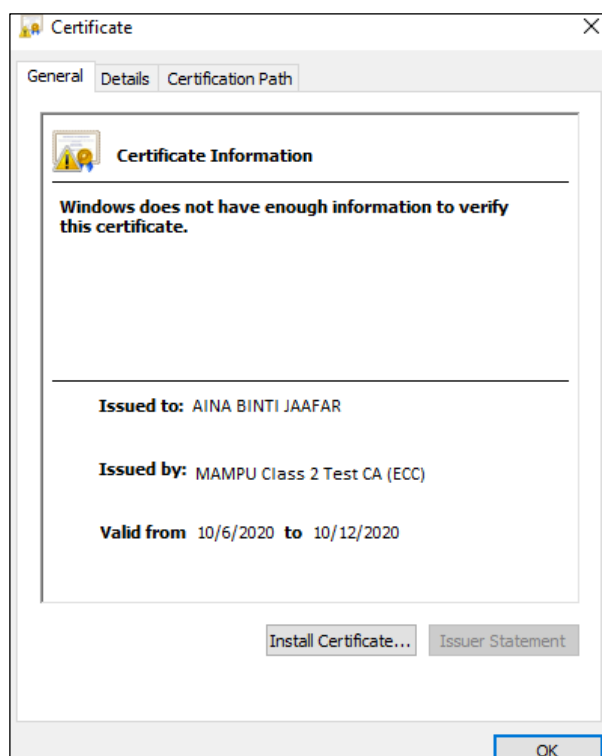 Certificate
General Details Certification Path
Certificate Information
Windows does not have enough information to verify
this certificate.
Issued to: AINA BINTI JAAFAR
Issued by: MAMPU Class 2 Test CA (ECC)
Valid from 10/6/2020 to 10/12/2020
Install Certificate... Issuer Statement
OK